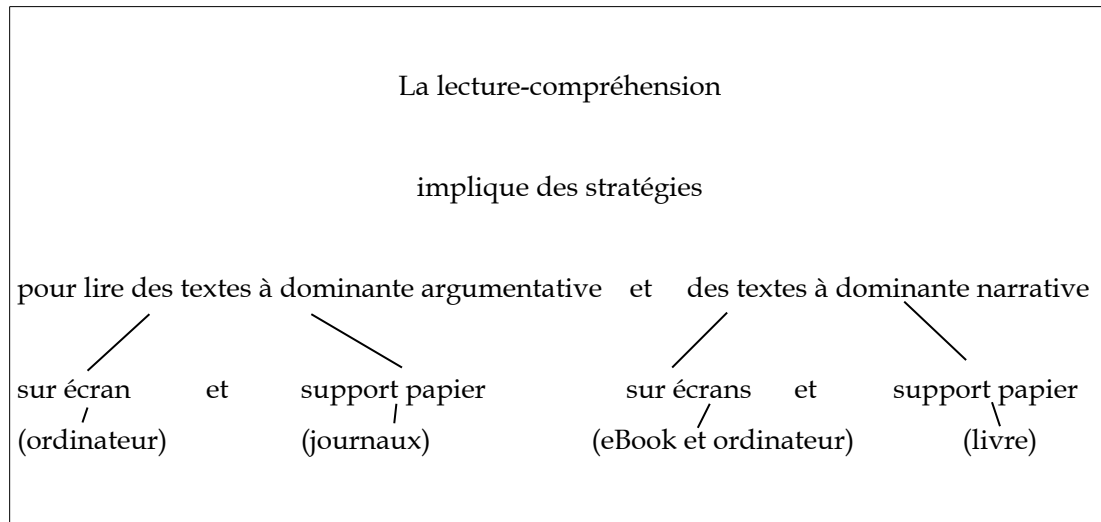 La lecture-compréhension
implique des stratégies
pour lire des textes à dominante argumentative et des textes à dominante narrative
sur écran et support papier sur écrans et support papier
(ordinateur) (journaux) (eBook et ordinateur) (livre)